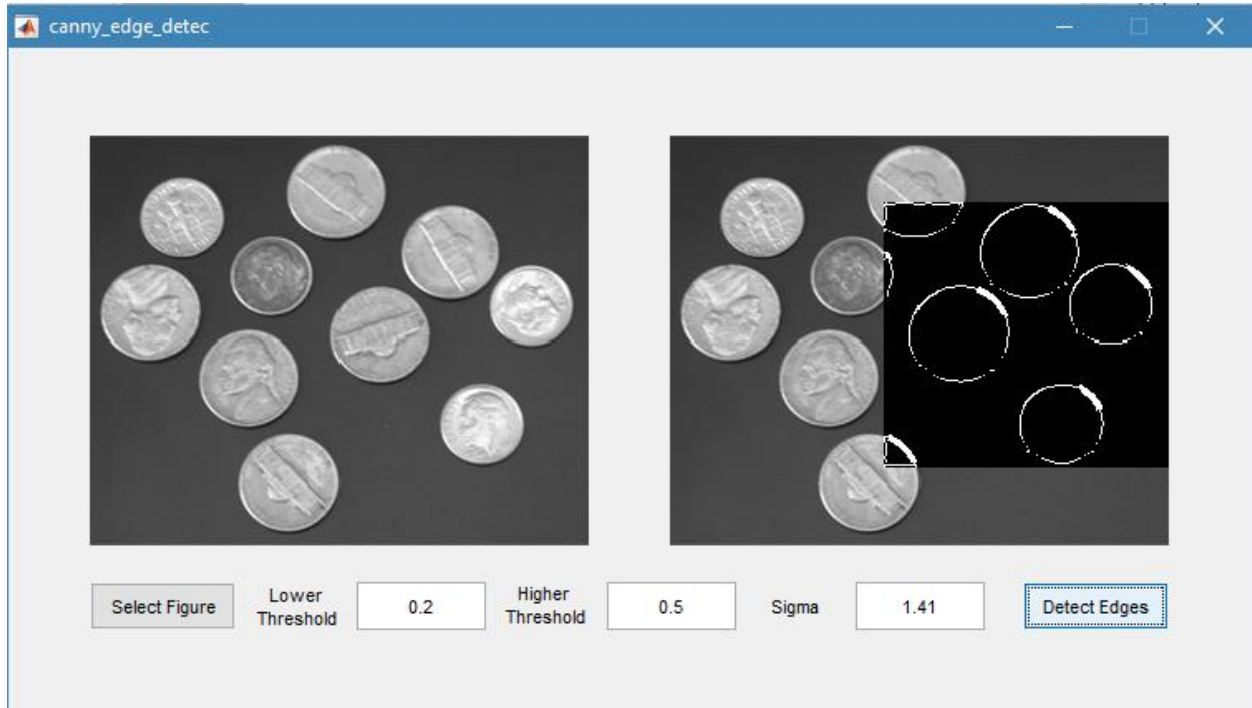 canny_edge_detec
Select Figure
Lower
Threshold
0.2
Higher
Threshold
0.5
Sigma
1.41
Detect Edges